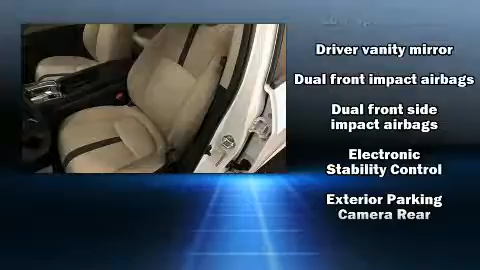 Driver vanity mirror
Dual front impact airbags
Dual front side
impact airbags
Electronic
Stability Control
Exterior Parking
Camera Rear